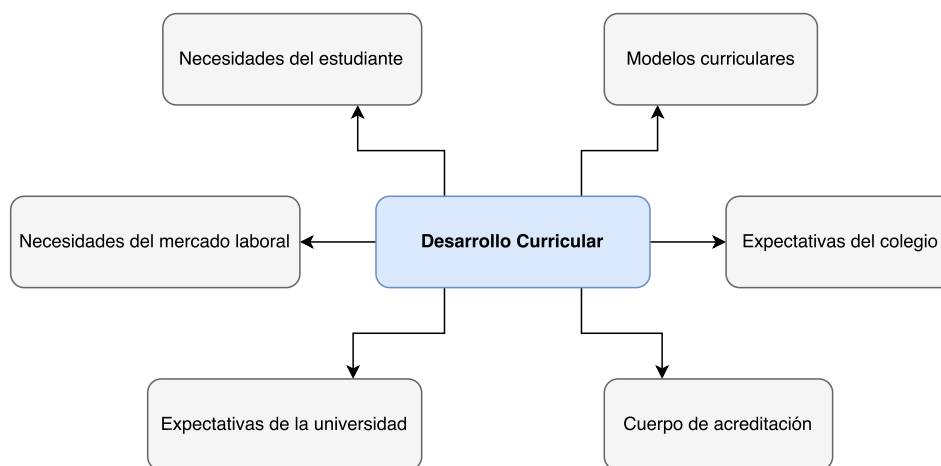 Necesidades del estudiante
Modelos curriculares
Necesidades del mercado laboral
Desarrollo Curricular
Expectativas del colegio
Expectativas de la universidad
Cuerpo de acreditación